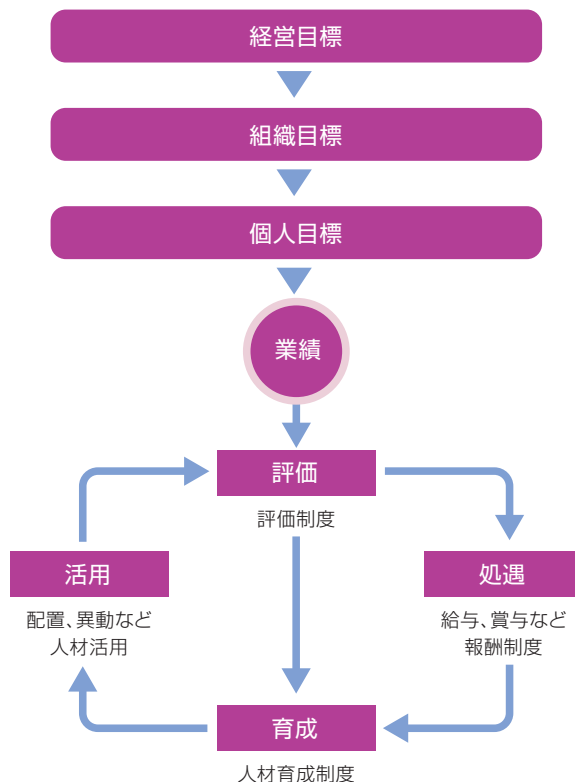 経営目標
組織目標
個人目標
業績
評価
評価制度
活用
配置、異動など
人材活用
処遇
給与、賞与など
報酬制度
育成
人材育成制度